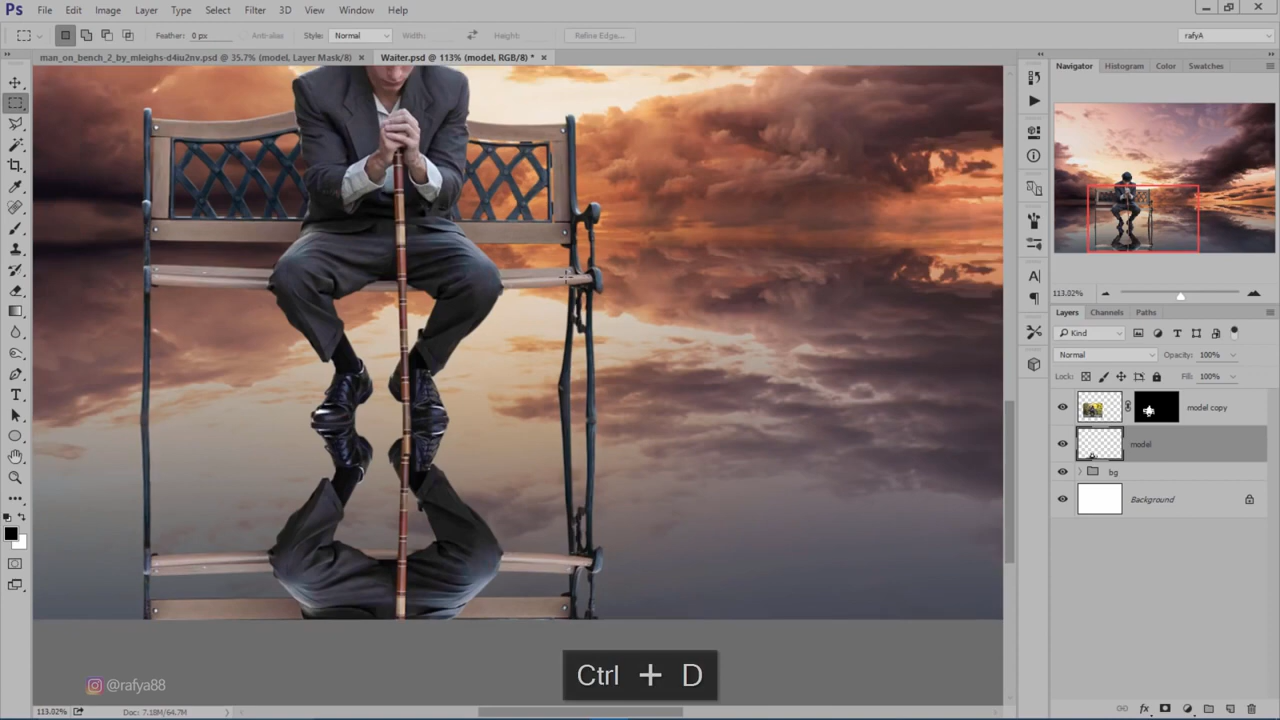 Ps File Edit Image Layer Type Select Filter 3D View Window Help
Feather: 0 px Anti-alias Style: Normal Width: Height: Refine Edge... rafyA
man_on_bench_2_by_mleighs-d4iu2nv.psd @ 35.7% (model, Layer Mask/8) × Waiter.psd @ 113% (model, RGB/8) * ×
Navigator Histogram Color Swatches
113.02%
Layers Channels Paths
Kind
Normal Opacity: 100%
Lock: Fill: 100%
model copy
model
bg
Background
Ctrl + D
@rafya88
113.02% Doc: 7.18M/64.7M